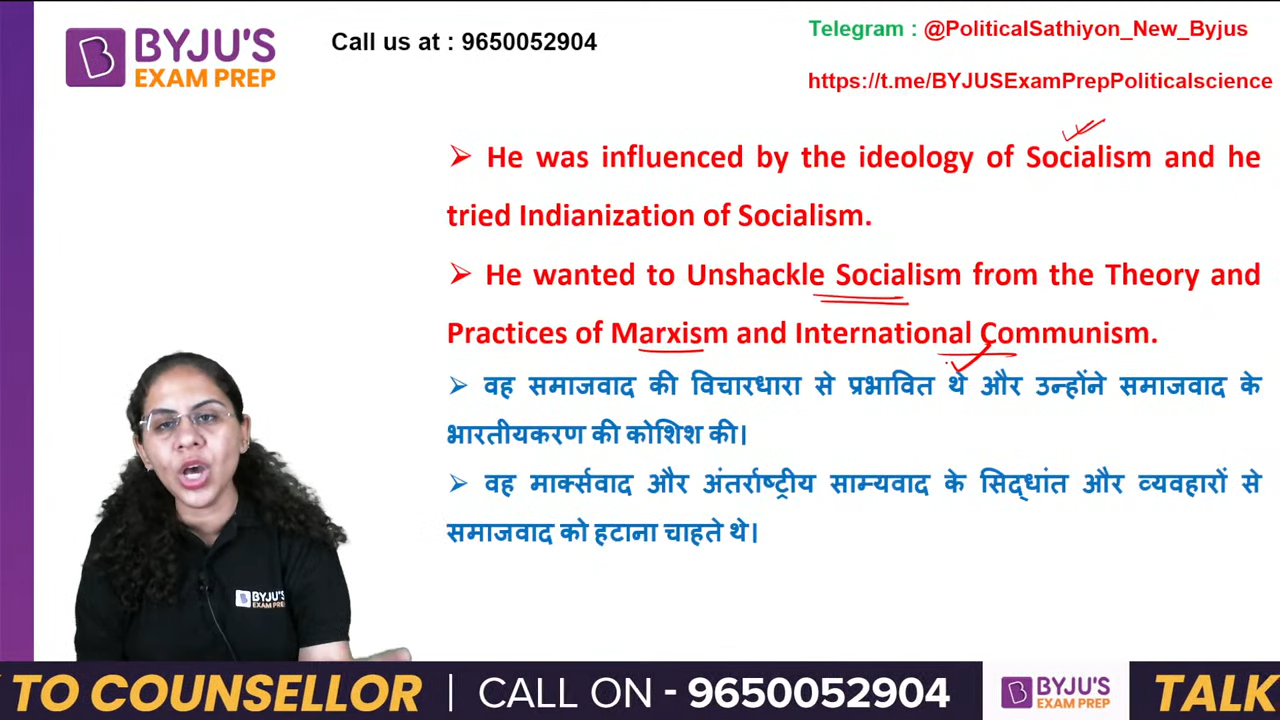 BYJU'S
EXAM PREP
Call us at : 9650052904
Telegram : @PoliticalSathiyon_New_Byjus
https://t.me/BYJUSExamPrepPoliticalscience
➢ He was influenced by the ideology of Socialism and he
tried Indianization of Socialism.
➢ He wanted to Unshackle Socialism from the Theory and
Practices of Marxism and International Communism.
➢ वह समाजवाद की विचारधारा से प्रभावित थे और उन्होंने समाजवाद के
भारतीयकरण की कोशिश की।
➢ वह मार्क्सवाद और अंतर्राष्ट्रीय साम्यवाद के सिद्धांत और व्यवहारों से
समाजवाद को हटाना चाहते थे।
BYJU'S
EXAM PREP
TO COUNSELLOR | CALL ON - 9650052904
BYJU'S
EXAM PREP
TALK